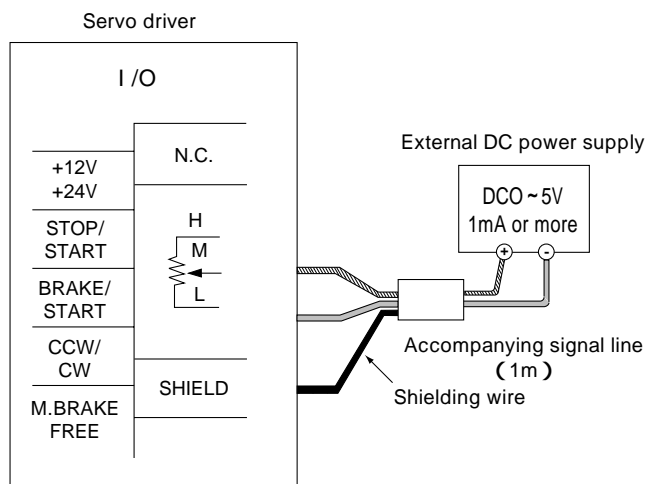 Servo driver
I /O
+12V
+24V
STOP/
START
BRAKE/
START
CCW/
CW
M.BRAKE
FREE
N.C.
H
M
L
SHIELD
External DC power supply
DCO ~ 5V
1mA or more
+ -
Accompanying signal line
(1m)
Shielding wire